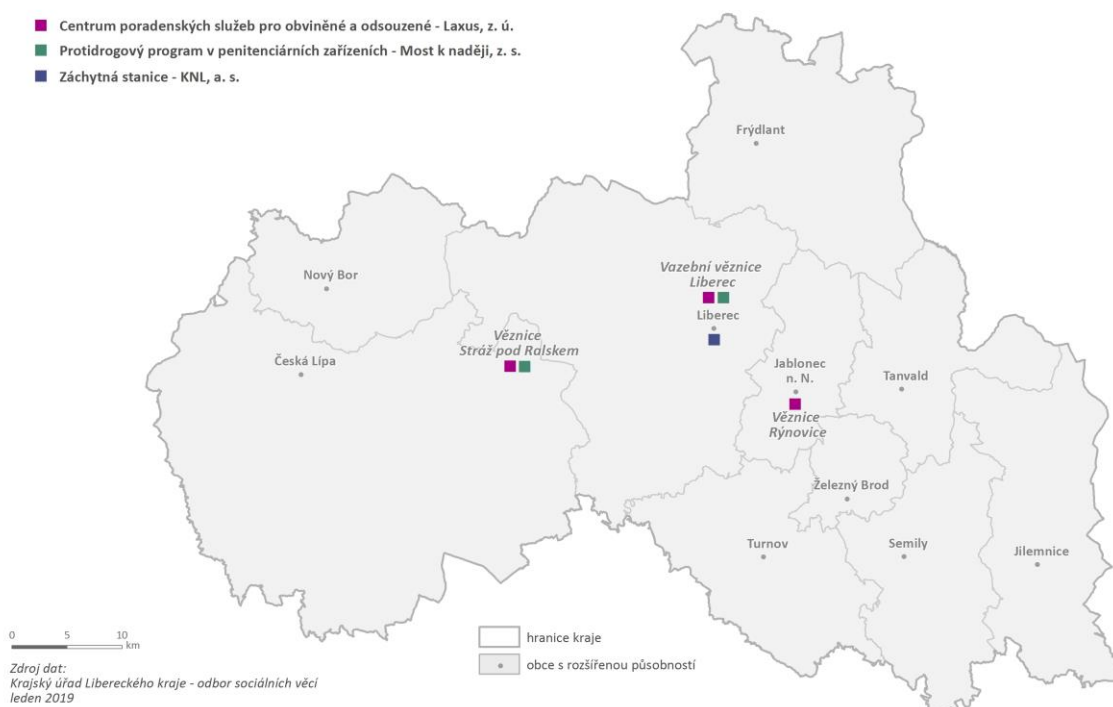 Centrum poradenských služeb pro obviněné a odsouzené - Laxus, z. ú.
Protidrogový program v penitenciárních zařízeních - Most k naději, z. s.
Záchytná stanice - KNL, a. s.
Frýdlant
Nový Bor
Vazební věznice
Liberec
Liberec
Věznice
Stráž pod Ralskem
Česká Lípa
Jablonec
n. N.
Věznice
Rýnovice
Tanvald
Železný Brod
Turnov
Semily
Jilemnice
0 5 10
km
hranice kraje
obce s rozšířenou působností
Zdroj dat:
Krajský úřad Libereckého kraje - odbor sociálních věcí
leden 2019